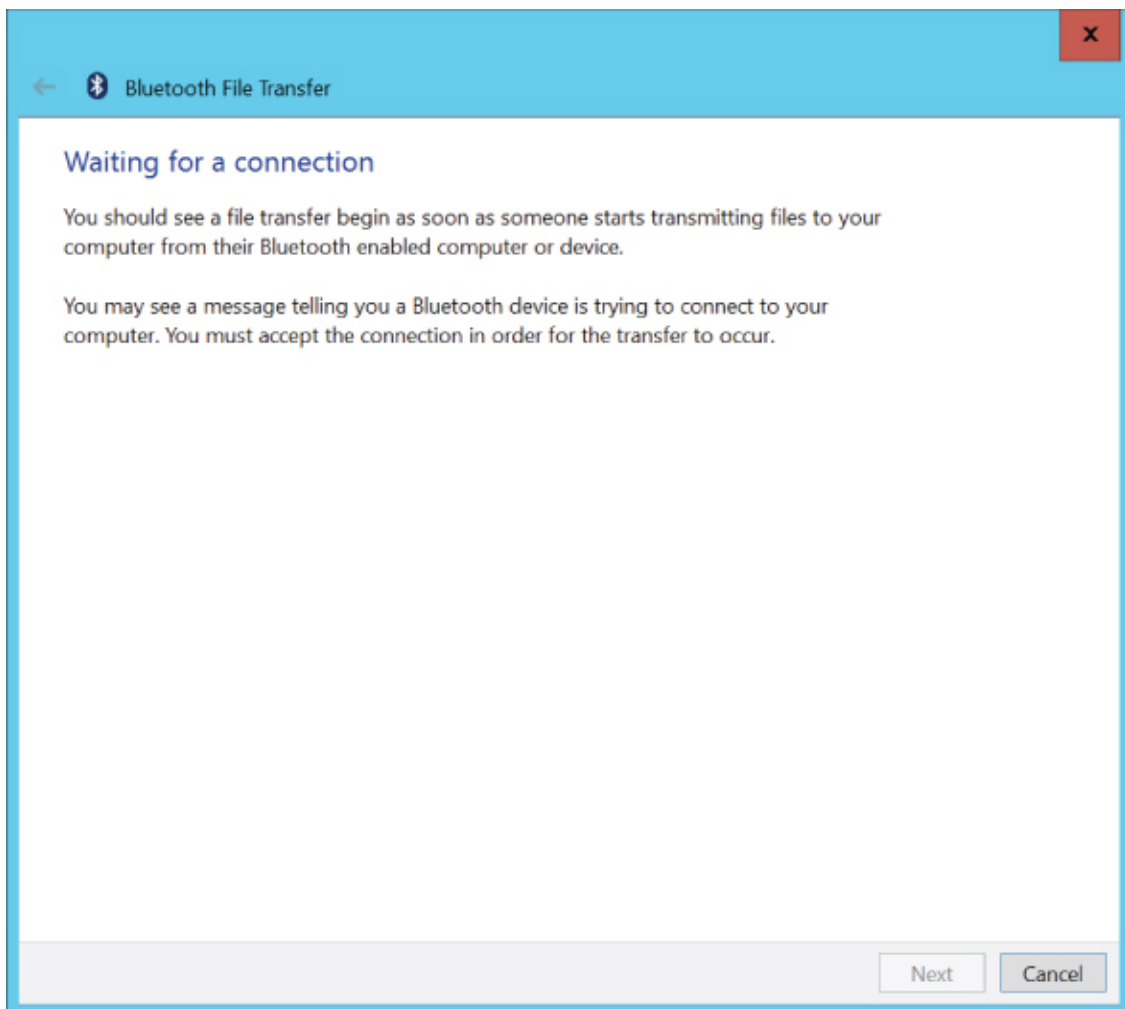 x
Bluetooth File Transfer
Waiting for a connection
You should see a file transfer begin as soon as someone starts transmitting files to your
computer from their Bluetooth enabled computer or device.
You may see a message telling you a Bluetooth device is trying to connect to your
computer. You must accept the connection in order for the transfer to occur.
Next
Cancel